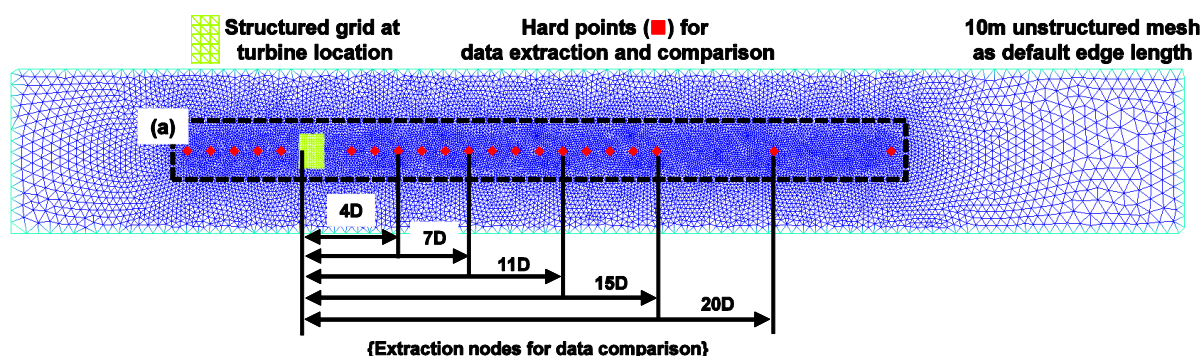 Structured grid at
turbine location
Hard points (■) for
data extraction and comparison
10m unstructured mesh
as default edge length
(a)
4D
7D
11D
15D
20D
{Extraction nodes for data comparison}